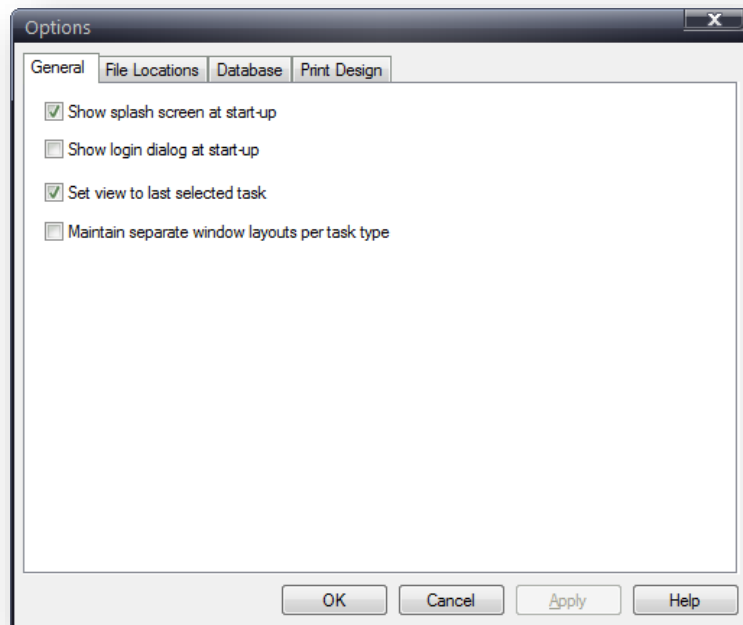 Options
X
General File Locations Database Print Design
Show splash screen at start-up
Show login dialog at start-up
Set view to last selected task
Maintain separate window layouts per task type
OK Cancel Apply Help